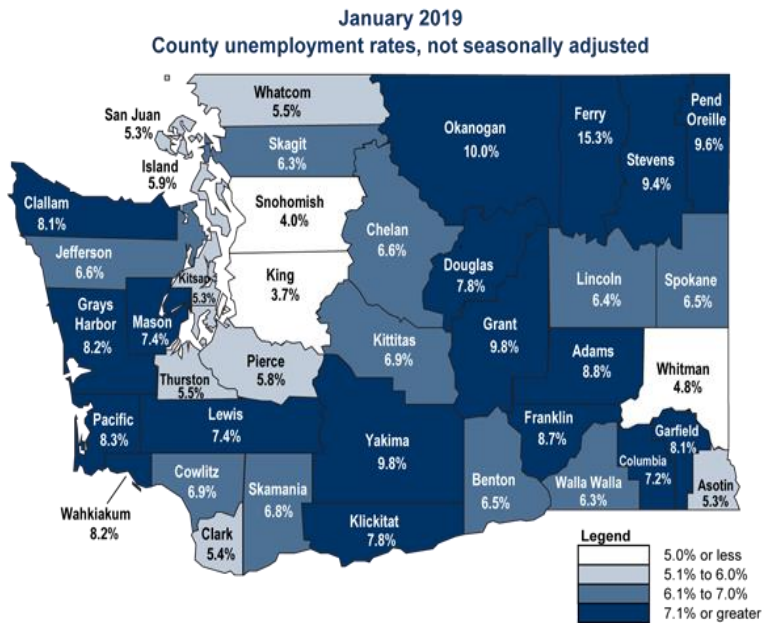 January 2019
County unemployment rates, not seasonally adjusted
Whatcom
5.5%
San Juan
5.3%
Skagit
6.3%
Island
5.9%
Okanogan
10.0%
Ferry
15.3%
Stevens
9.4%
Pend
Oreille
9.6%
Clallam
8.1%
Snohomish
4.0%
Chelan
6.6%
Jefferson
6.6%
Kitsap
5.3%
King
3.7%
Douglas
7.8%
Lincoln
6.4%
Spokane
6.5%
Grays
Harbor
8.2%
Mason
7.4%
Kittitas
6.9%
Grant
9.8%
Pierce
5.8%
Thurston
5.5%
Adams
8.8%
Whitman
4.8%
Pacific
8.3%
Lewis
7.4%
Yakima
9.8%
Franklin
8.7%
Garfield
8.1%
Columbia
7.2%
Cowlitz
6.9%
Skamania
6.8%
Benton
6.5%
Walla Walla
6.3%
Asotin
5.3%
Wahkiakum
8.2%
Clark
5.4%
Klickitat
7.8%
Legend
5.0% or less
5.1% to 6.0%
6.1% to 7.0%
7.1% or greater